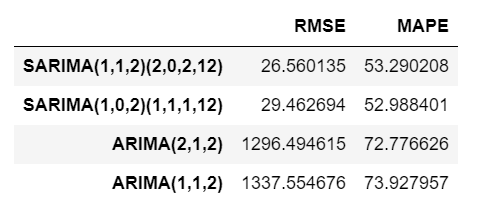 RMSE MAPE
SARIMA(1,1,2)(2,0,2,12) 26.560135 53.290208
SARIMA(1,0,2)(1,1,1,12) 29.462694 52.988401
ARIMA(2,1,2) 1296.494615 72.776626
ARIMA(1,1,2) 1337.554676 73.927957